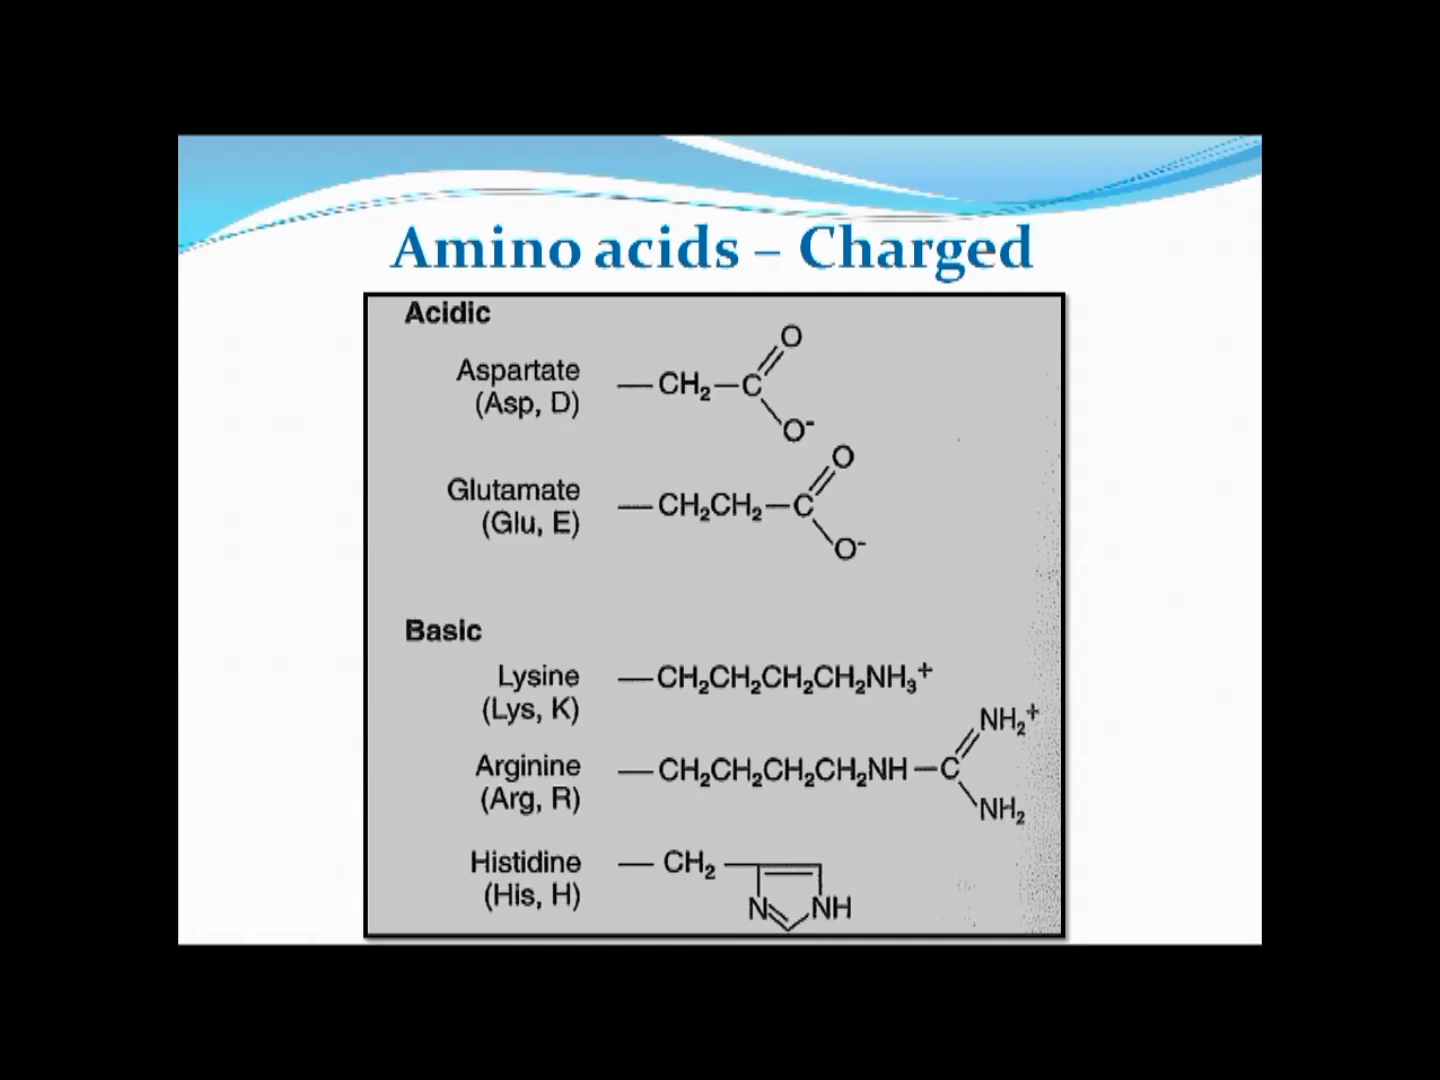 Amino acids – Charged
Acidic
Aspartate
(Asp, D)
—CH₂—C
O
O⁻
Glutamate
(Glu, E)
—CH₂CH₂—C
O
O⁻
Basic
Lysine
(Lys, K)
—CH₂CH₂CH₂CH₂NH₃⁺
Arginine
(Arg, R)
—CH₂CH₂CH₂CH₂NH—C
NH₂⁺
NH₂
Histidine
(His, H)
— CH₂
N NH